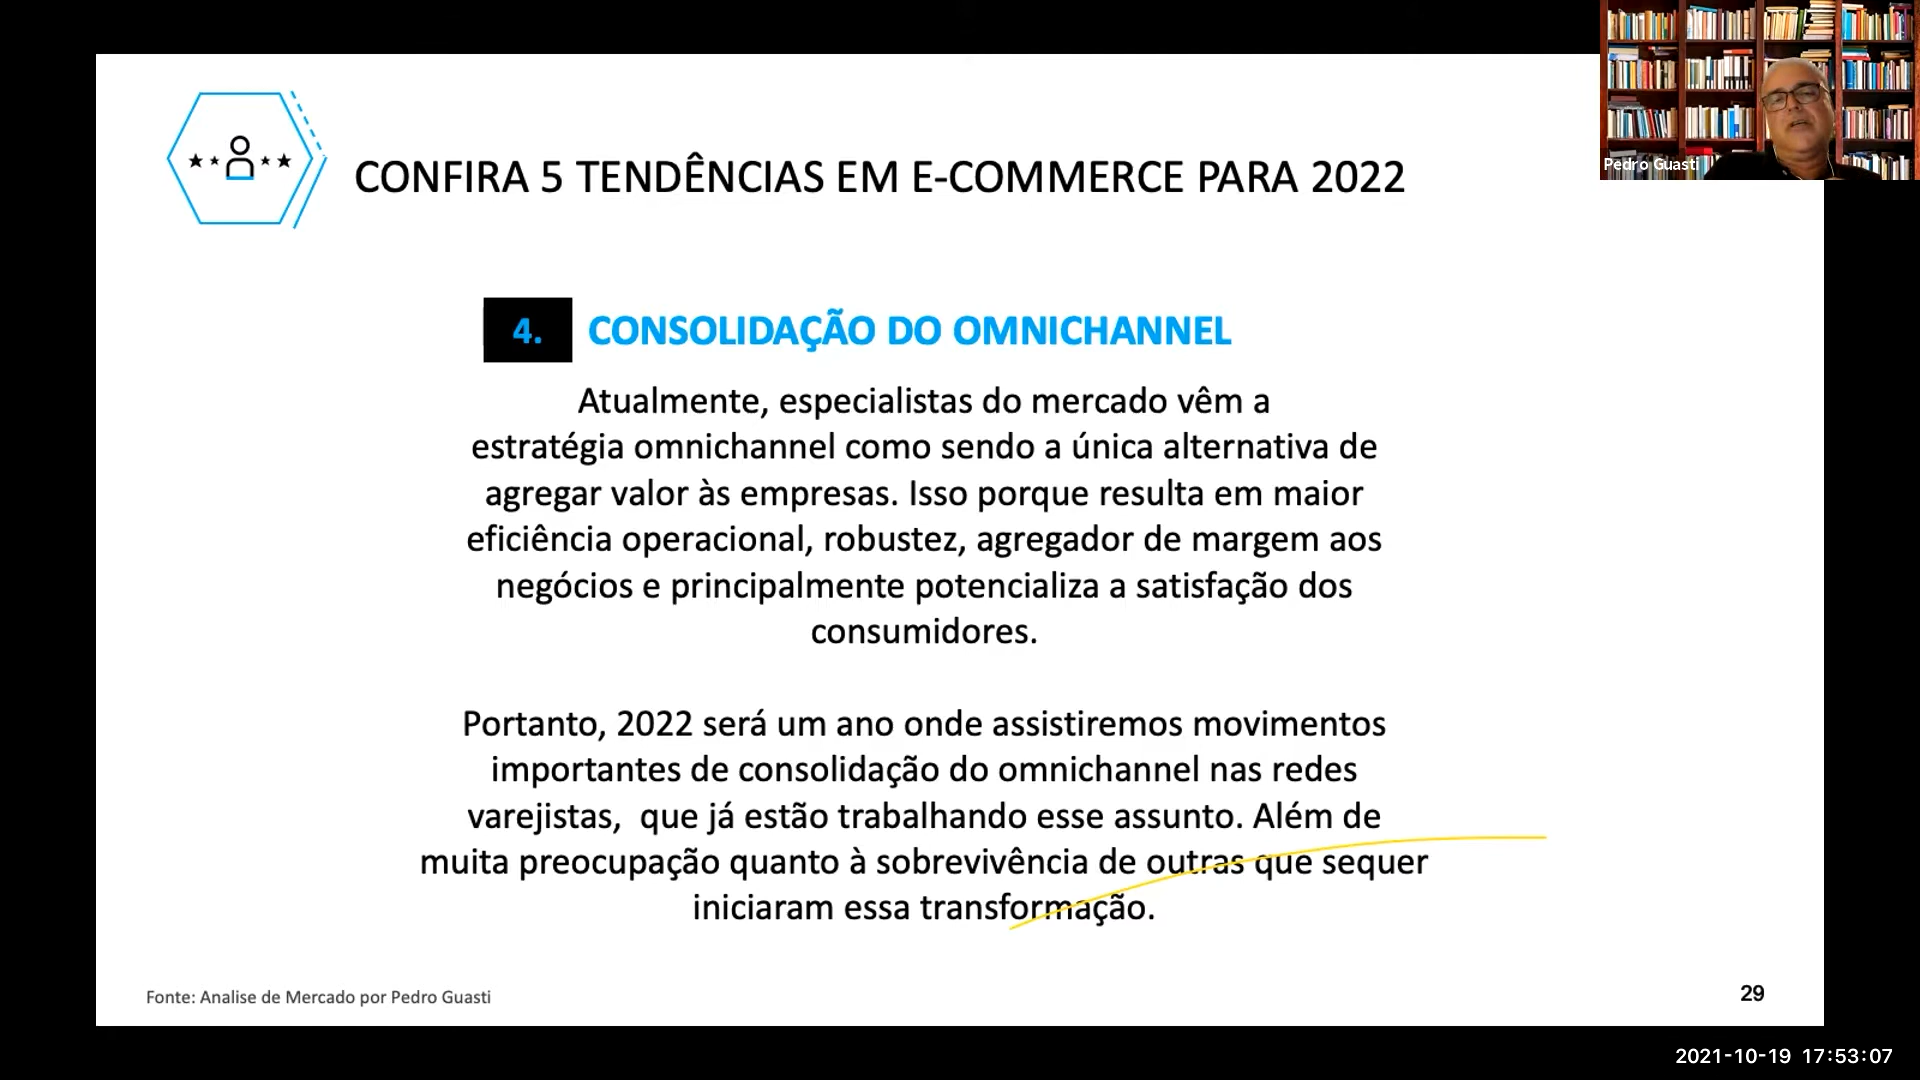 Pedro Guasti
CONFIRA 5 TENDÊNCIAS EM E-COMMERCE PARA 2022
4. CONSOLIDAÇÃO DO OMNICHANNEL
Atualmente, especialistas do mercado vêm a
estratégia omnichannel como sendo a única alternativa de
agregar valor às empresas. Isso porque resulta em maior
eficiência operacional, robustez, agregador de margem aos
negócios e principalmente potencializa a satisfação dos
consumidores.
Portanto, 2022 será um ano onde assistiremos movimentos
importantes de consolidação do omnichannel nas redes
varejistas, que já estão trabalhando esse assunto. Além de
muita preocupação quanto à sobrevivência de outras que sequer
iniciaram essa transformação.
Fonte: Analise de Mercado por Pedro Guasti
29
2021-10-19 17:53:07